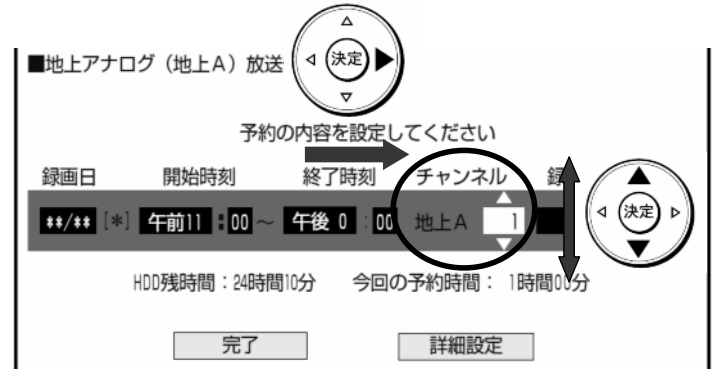 ■地上アナログ（地上A）放送
決定
予約の内容を設定してください
録画日 開始時刻 終了時刻 チャンネル 録
**/** [*] 午前11:00～ 午後 0:00 地上A 1
決定
HDD残時間：24時間10分 今回の予約時間： 1時間00分
完了 詳細設定